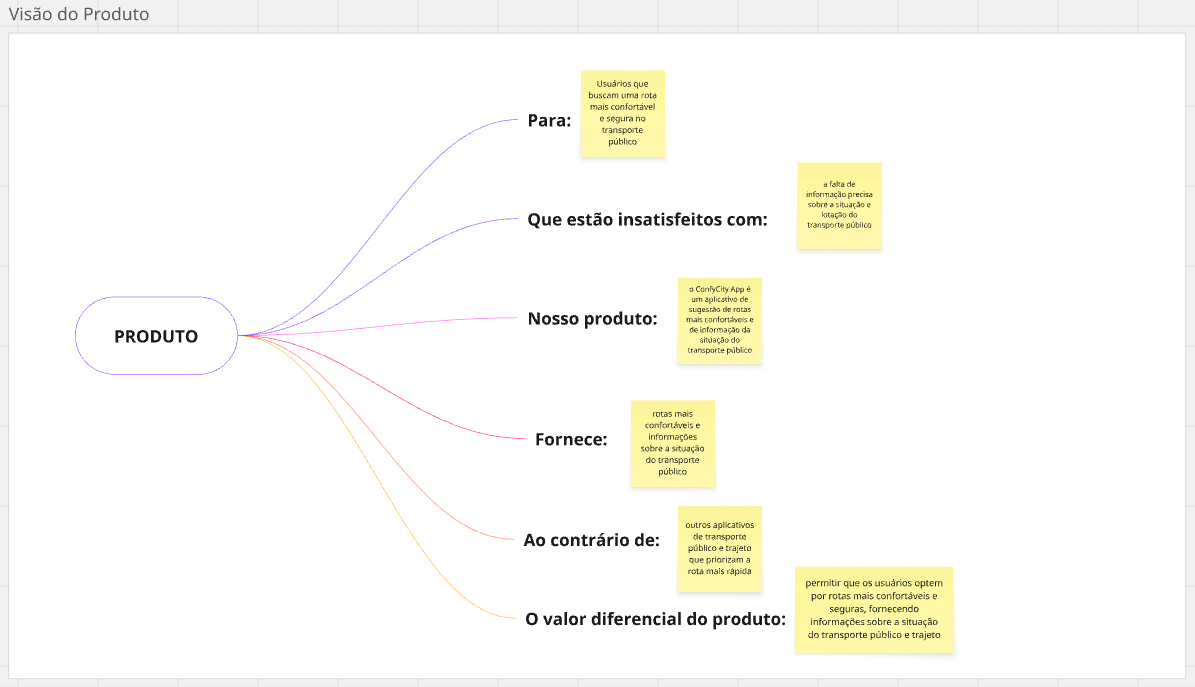 Visão do Produto
PRODUTO
Para:
Usuários que
buscam uma rota
mais confortável
e segura no
transporte
público
Que estão insatisfeitos com:
a falta de
informação precisa
sobre a situação e
lotação do
transporte público
Nosso produto:
o ConfyCity App é
um aplicativo de
sugestão de rotas
mais confortáveis e
de informação da
situação do
transporte público
Fornece:
rotas mais
confortáveis e
informações
sobre a situação
do transporte
público
Ao contrário de:
outros aplicativos
de transporte
público e trajeto
que priorizam a
rota mais rápida
O valor diferencial do produto:
permitir que os usuários optem
por rotas mais confortáveis e
seguras, fornecendo
informações sobre a situação
do transporte público e trajeto